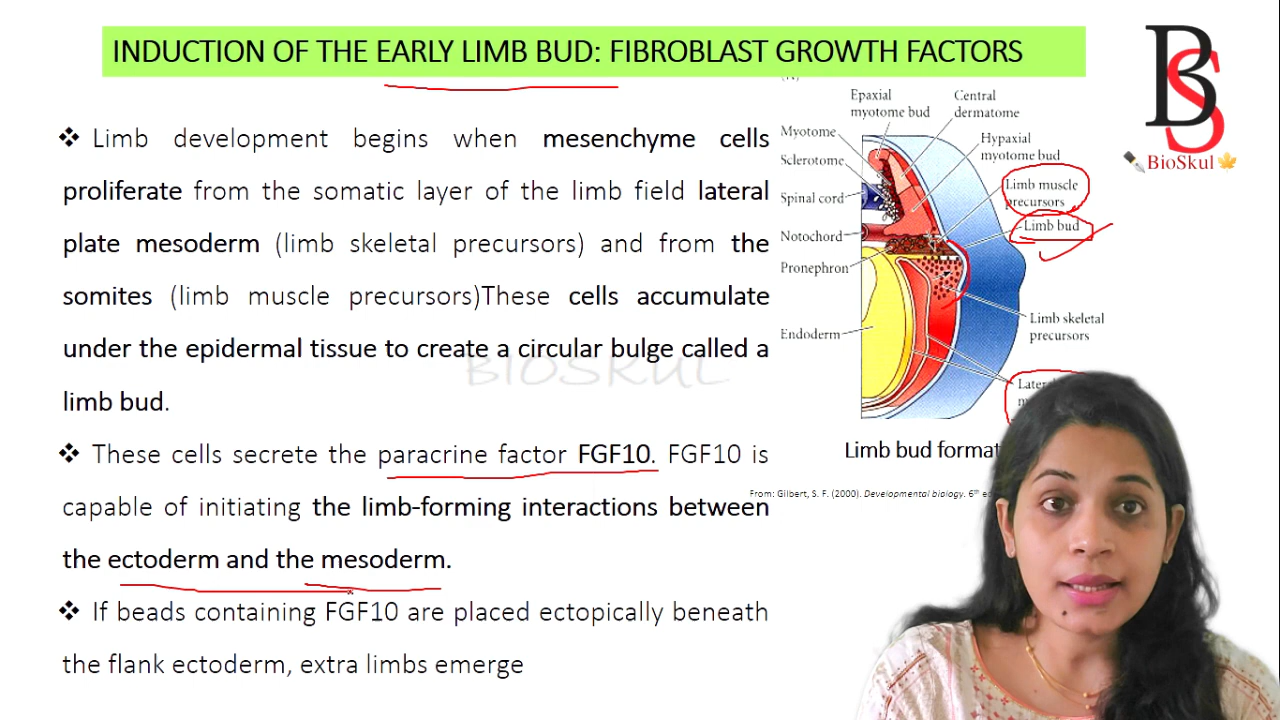 INDUCTION OF THE EARLY LIMB BUD: FIBROBLAST GROWTH FACTORS
❖ Limb development begins when mesenchyme cells
proliferate from the somatic layer of the limb field lateral
plate mesoderm (limb skeletal precursors) and from the
somites (limb muscle precursors)These cells accumulate
under the epidermal tissue to create a circular bulge called a
limb bud.
❖ These cells secrete the paracrine factor FGF10. FGF10 is
capable of initiating the limb-forming interactions between
the ectoderm and the mesoderm.
❖ If beads containing FGF10 are placed ectopically beneath
the flank ectoderm, extra limbs emerge
BIOSKUL
Epaxial
myotome bud
Central
dermatome
Myotome
Hypaxial
myotome bud
Sclerotome
Limb muscle
precursors
Spinal cord
Limb bud
Notochord
Pronephron
Limb skeletal
precursors
Endoderm
Limb bud
From: Gilbert, S. F. (2000). Developmental biology. 6th
BS
BioSkul